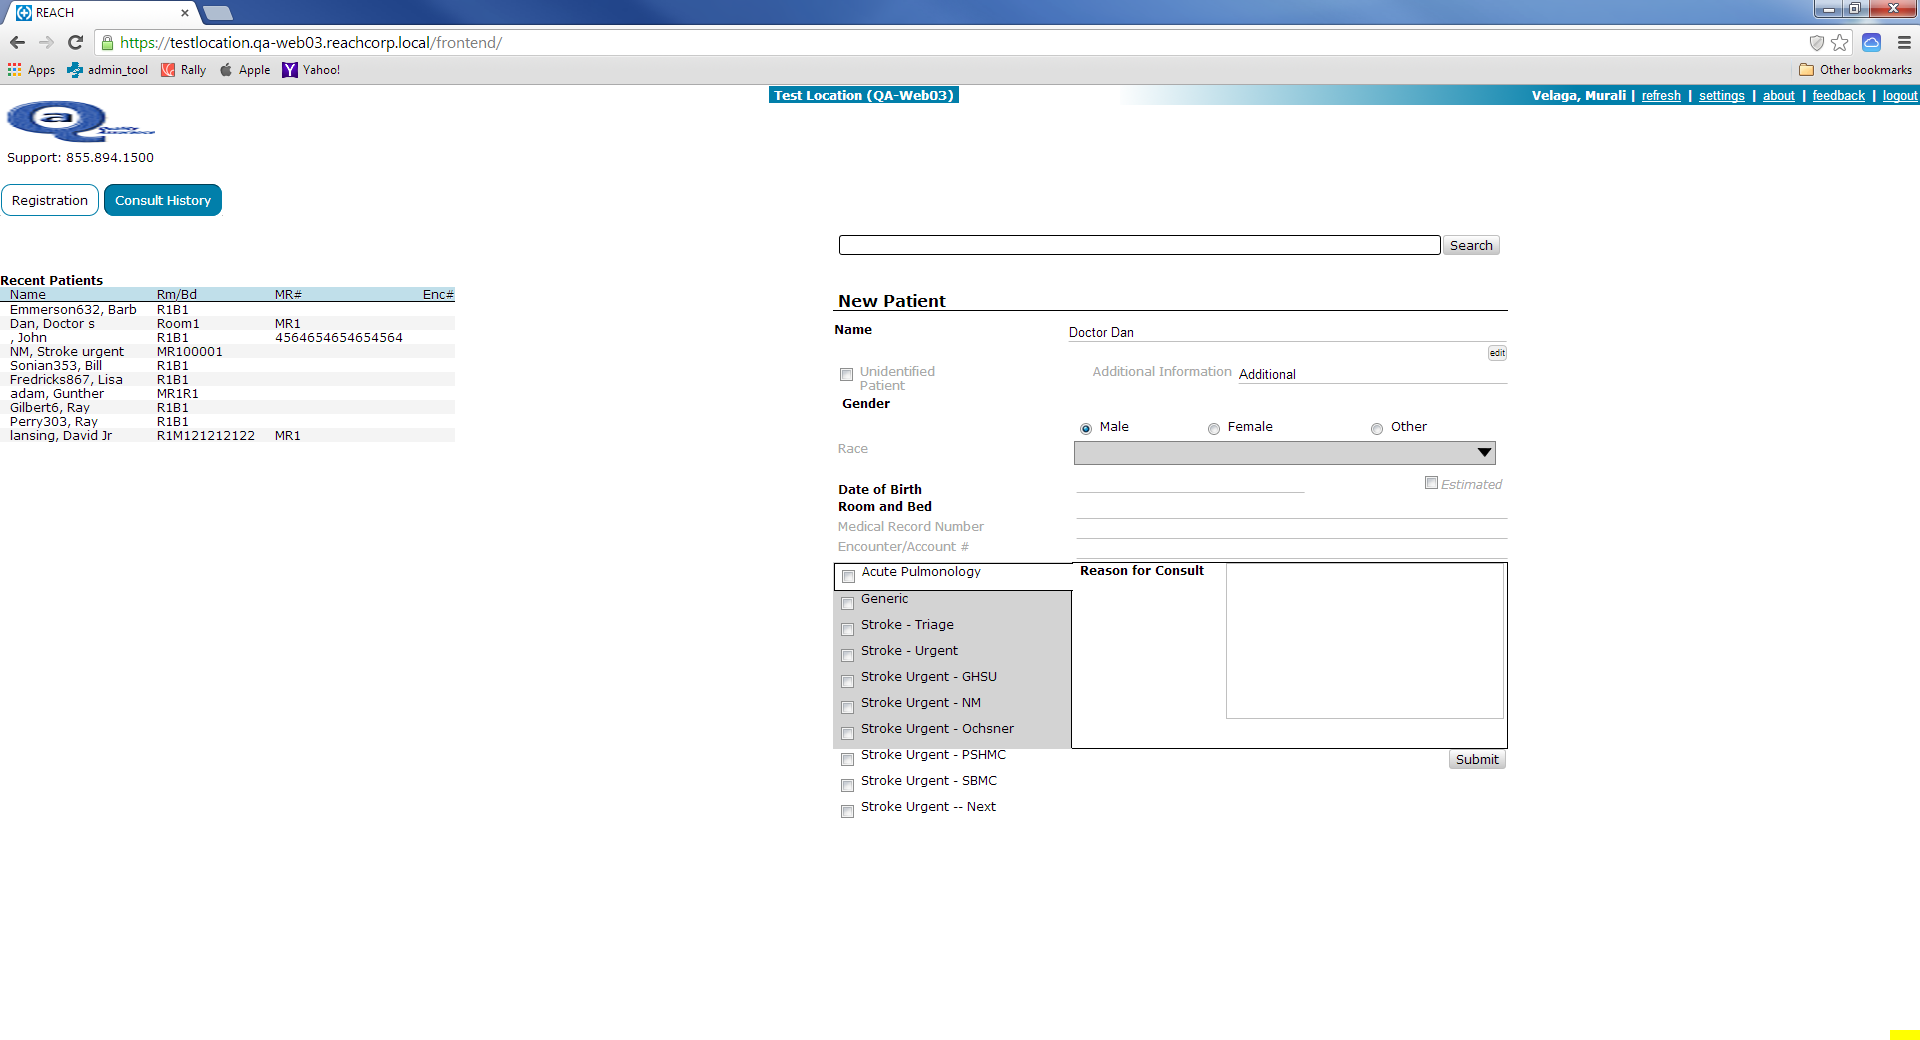 REACH
https://testlocation.qa-web03.reachcorp.local/frontend/
Apps admin_tool Rally Apple Yahoo! Other bookmarks
Test Location (QA-Web03) Velaga, Murali | refresh | settings | about | feedback | logout
a
Quality
Assurance
Support: 855.894.1500
Registration Consult History
Search
Recent Patients
Name Rm/Bd MR# Enc#
Emmerson632, Barb R1B1
Dan, Doctor s Room1 MR1
, John R1B1 4564654654654564
NM, Stroke urgent MR100001
Sonian353, Bill R1B1
Fredricks867, Lisa R1B1
adam, Gunther MR1R1
Gilbert6, Ray R1B1
Perry303, Ray R1B1
lansing, David Jr R1M121212122 MR1
New Patient
Name Doctor Dan
edit
Unidentified Patient Additional Information Additional
Gender
Male Female Other
Race
Date of Birth Estimated
Room and Bed
Medical Record Number
Encounter/Account #
Acute Pulmonology Reason for Consult
Generic
Stroke - Triage
Stroke - Urgent
Stroke Urgent - GHSU
Stroke Urgent - NM
Stroke Urgent - Ochsner
Stroke Urgent - PSHMC
Submit
Stroke Urgent - SBMC
Stroke Urgent -- Next